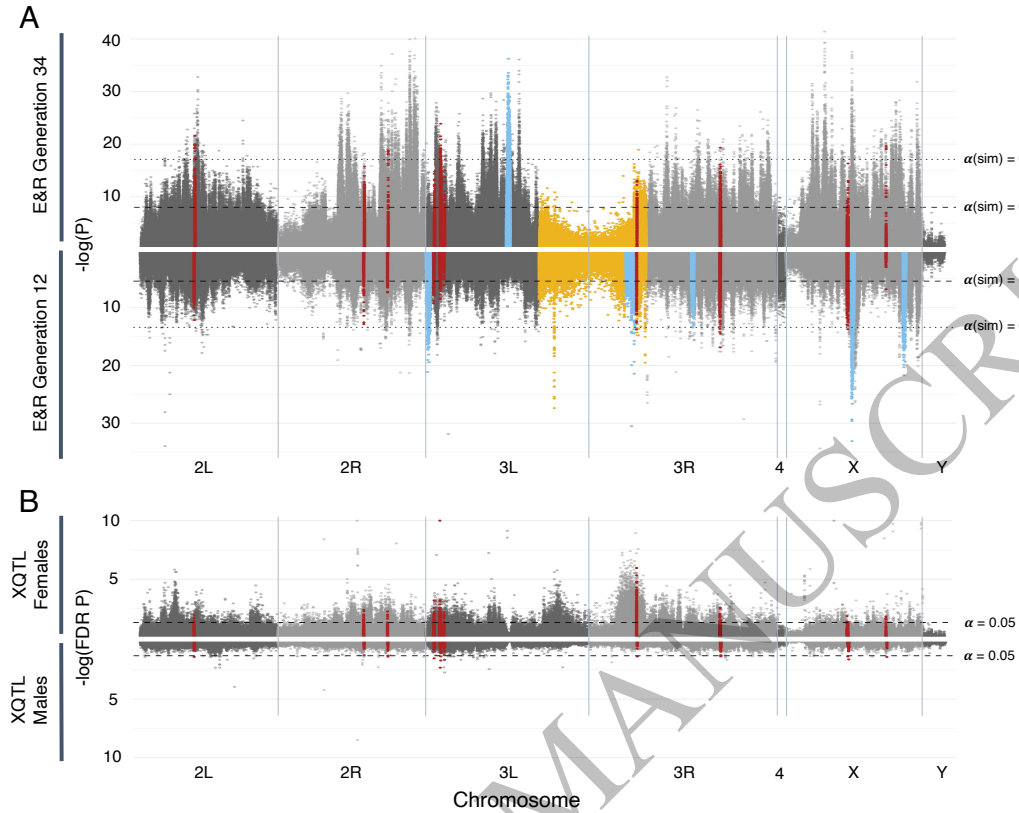 A
E&R Generation 34
E&R Generation 12
-log(P)
40
30
20
10
10
20
30
α(sim) =
α(sim) =
α(sim) =
α(sim) =
2L
2R
3L
3R
4
X
Y
B
XQTL
Females
XQTL
Males
-log(FDR P)
10
5
5
10
α = 0.05
α = 0.05
2L
2R
3L
3R
4
X
Y
Chromosome
MANUSCRI